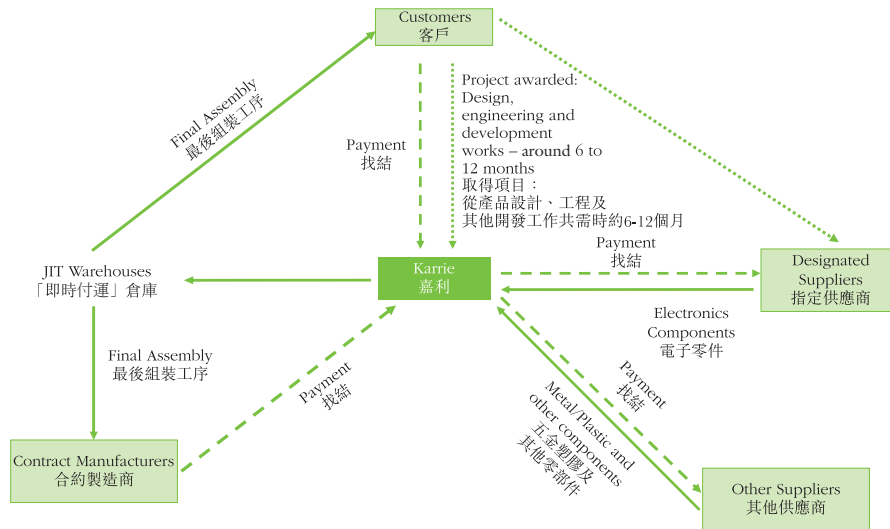 Customers
客戶
Final Assembly
最後組裝工序
Payment
找結
Project awarded:
Design,
engineering and
development
works – around 6 to
12 months
取得項目：
從產品設計、工程及
其他開發工作共需時約6-12個月
JIT Warehouses
「即時付運」倉庫
Karrie
嘉利
Payment
找結
Designated
Suppliers
指定供應商
Electronics
Components
電子零件
Final Assembly
最後組裝工序
Payment
找結
Payment
找結
Metal/Plastic and
other components
五金塑膠及
其他零部件
Contract Manufacturers
合約製造商
Other Suppliers
其他供應商